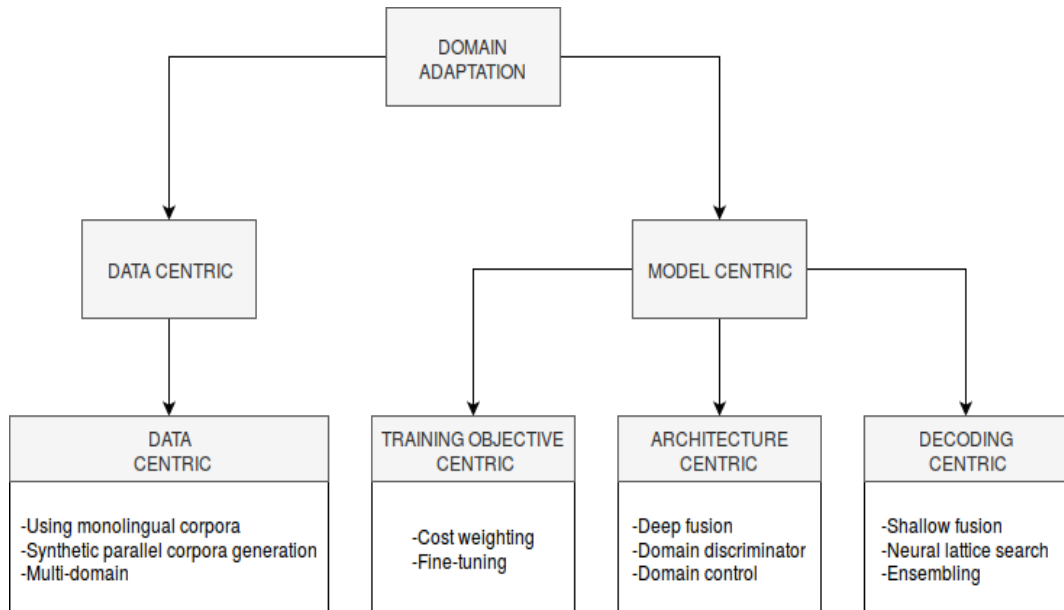 DOMAIN
ADAPTATION
DATA CENTRIC
MODEL CENTRIC
DATA
CENTRIC
-Using monolingual corpora
-Synthetic parallel corpora generation
-Multi-domain
TRAINING OBJECTIVE
CENTRIC
-Cost weighting
-Fine-tuning
ARCHITECTURE
CENTRIC
-Deep fusion
-Domain discriminator
-Domain control
DECODING
CENTRIC
-Shallow fusion
-Neural lattice search
-Ensembling